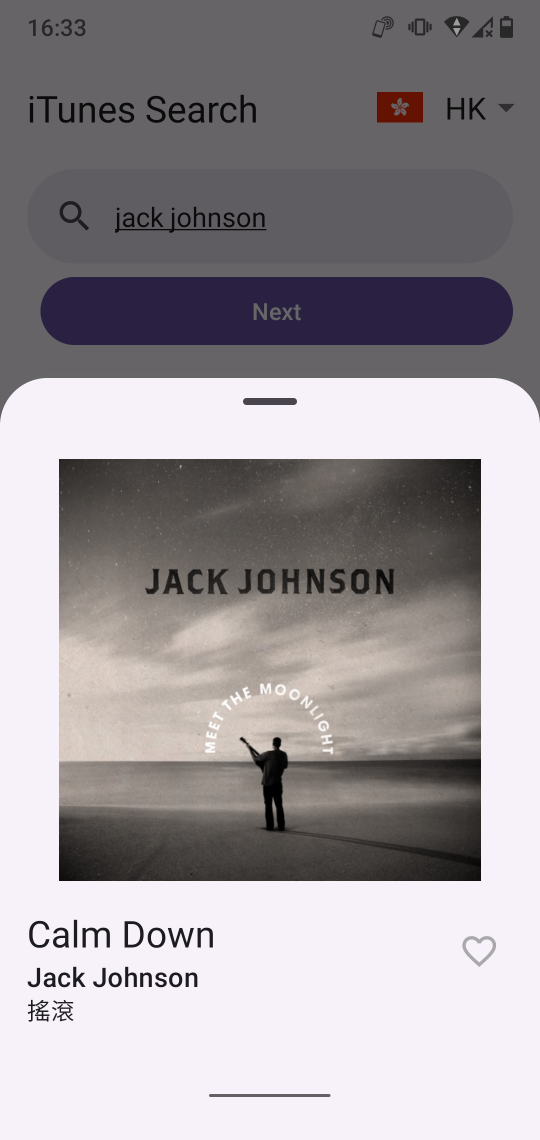 16:33
iTunes Search
HK
jack johnson
Next
JACK JOHNSON
MEET THE MOONLIGHT
Calm Down
Jack Johnson
搖滾